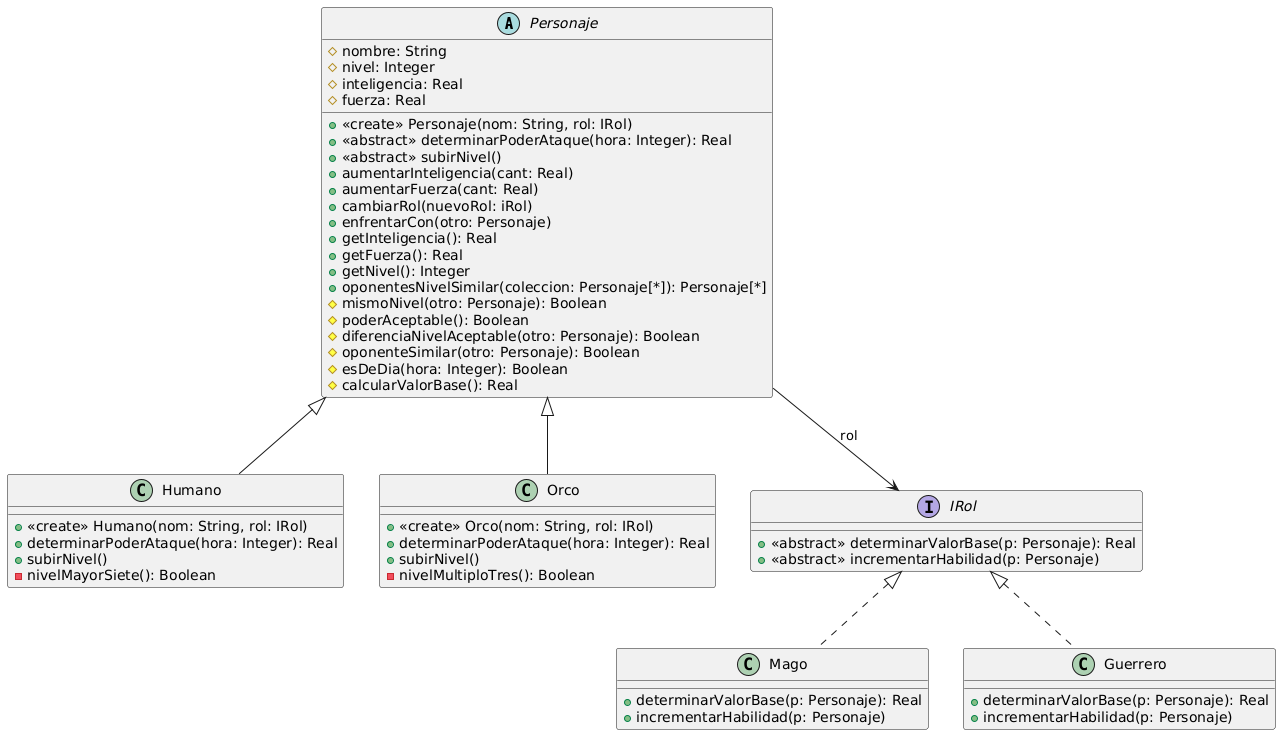 A Personaje
nombre: String
nivel: Integer
inteligencia: Real
fuerza: Real
«create» Personaje(nom: String, rol: IRol)
«abstract» determinarPoderAtaque(hora: Integer): Real
«abstract» subirNivel()
aumentarInteligencia(cant: Real)
aumentarFuerza(cant: Real)
cambiarRol(nuevoRol: iRol)
enfrentarCon(otro: Personaje)
getInteligencia(): Real
getFuerza(): Real
getNivel(): Integer
oponentesNivelSimilar(coleccion: Personaje[*]): Personaje[*]
mismoNivel(otro: Personaje): Boolean
poderAceptable(): Boolean
diferenciaNivelAceptable(otro: Personaje): Boolean
oponenteSimilar(otro: Personaje): Boolean
esDeDia(hora: Integer): Boolean
calcularValorBase(): Real
rol
C Humano
«create» Humano(nom: String, rol: IRol)
determinarPoderAtaque(hora: Integer): Real
subirNivel()
nivelMayorSiete(): Boolean
C Orco
«create» Orco(nom: String, rol: IRol)
determinarPoderAtaque(hora: Integer): Real
subirNivel()
nivelMultiploTres(): Boolean
I IRol
«abstract» determinarValorBase(p: Personaje): Real
«abstract» incrementarHabilidad(p: Personaje)
C Mago
determinarValorBase(p: Personaje): Real
incrementarHabilidad(p: Personaje)
C Guerrero
determinarValorBase(p: Personaje): Real
incrementarHabilidad(p: Personaje)